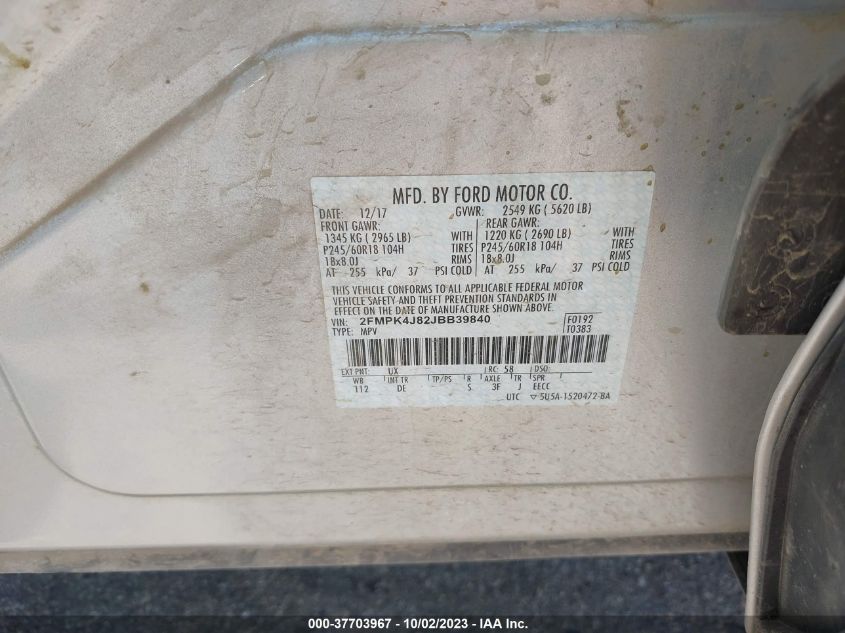 MFD. BY FORD MOTOR CO.
DATE: 12/17 GVWR: 2549 KG ( 5620 LB)
FRONT GAWR: REAR GAWR:
1345 KG ( 2965 LB) WITH 1220 KG ( 2690 LB) WITH
P245/60R18 104H TIRES P245/60R18 104H TIRES
18x8.0J RIMS 18x8.0J RIMS
AT 255 kPa/ 37 PSI COLD AT 255 kPa/ 37 PSI COLD
THIS VEHICLE CONFORMS TO ALL APPLICABLE FEDERAL MOTOR
VEHICLE SAFETY AND THEFT PREVENTION STANDARDS IN
EFFECT ON THE DATE OF MANUFACTURE SHOWN ABOVE.
VIN: 2FMPK4J82JBB39840 F0192
TYPE: MPV T0383
EXT PNT: UX RC: 58 DSO:
WB INT TR TP/PS R AXLE TR SPR
112 DE S 3F J EECC
UTC ▽ 5U5A-1520472-BA
000-37703967 - 10/02/2023 - IAA Inc.